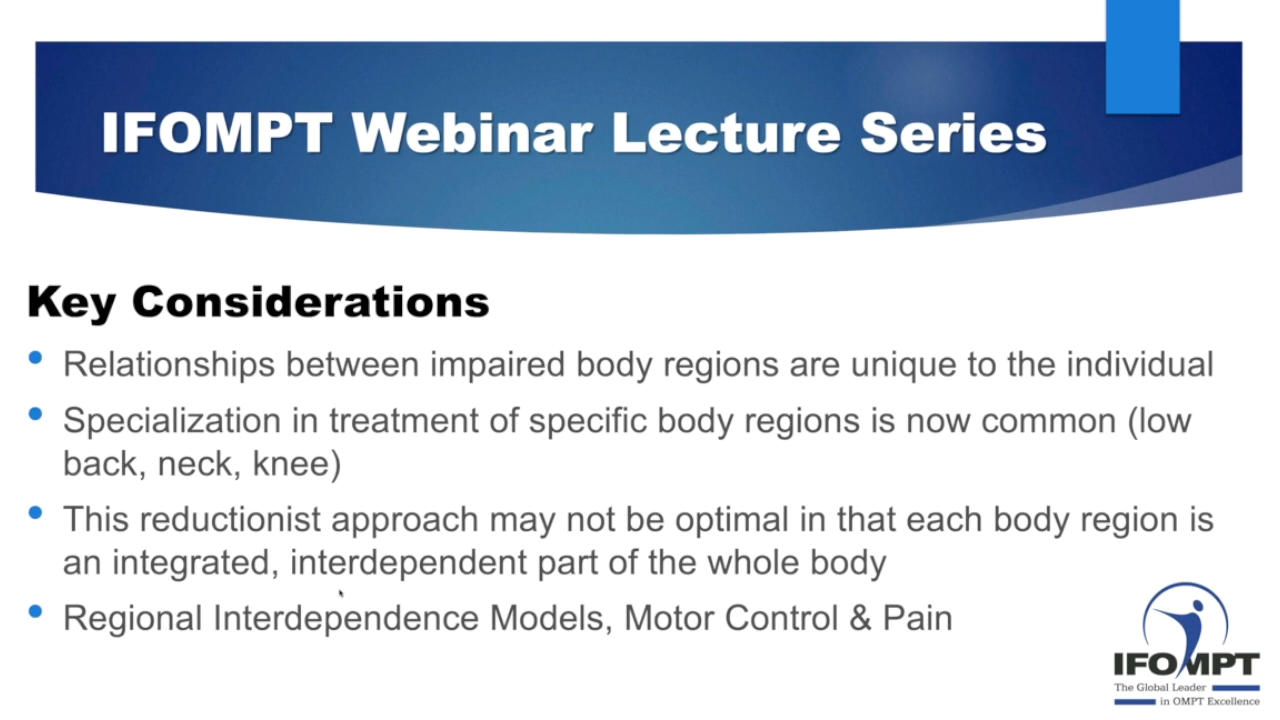 IFOMPT Webinar Lecture Series
Key Considerations
• Relationships between impaired body regions are unique to the individual
• Specialization in treatment of specific body regions is now common (low
back, neck, knee)
• This reductionist approach may not be optimal in that each body region is
an integrated, interdependent part of the whole body
• Regional Interdependence Models, Motor Control & Pain
IFOMPT
The Global Leader
in OMPT Excellence